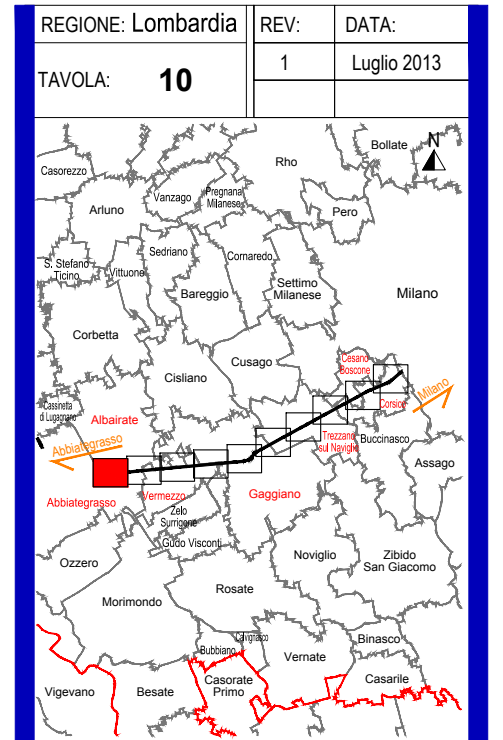 REGIONE: Lombardia
REV:
DATA:
TAVOLA: 10
1
Luglio 2013
N
Bollate
Rho
Casorezzo
Vanzago
Pregnana
Milanese
Arluno
Pero
Sedriano
Cornaredo
S. Stefano
Ticino
Vittuone
Bareggio
Settimo
Milanese
Milano
Corbetta
Cusago
Cesano
Boscone
Cisliano
Milano
Cassinetta
di Lugagnano
Albairate
Corsico
Trezzano
sul Naviglio
Buccinasco
Abbiategrasso
Assago
Abbiategrasso
Vermezzo
Gaggiano
Zelo
Surrigone
Gudo Visconti
Noviglio
Zibido
San Giacomo
Ozzero
Rosate
Morimondo
Calvignasco
Bubbiano
Binasco
Vernate
Vigevano
Besate
Casorate
Primo
Casarile